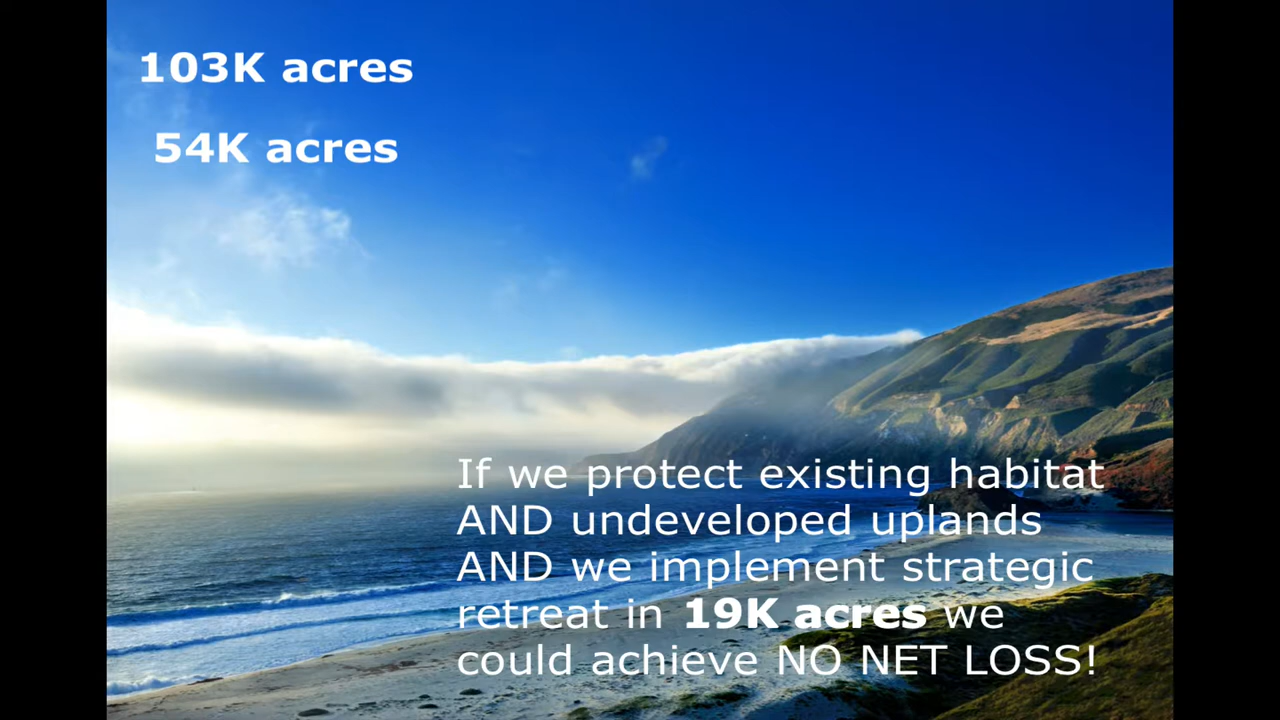 103K acres
54K acres
If we protect existing habitat
AND undeveloped uplands
AND we implement strategic
retreat in 19K acres we
could achieve NO NET LOSS!